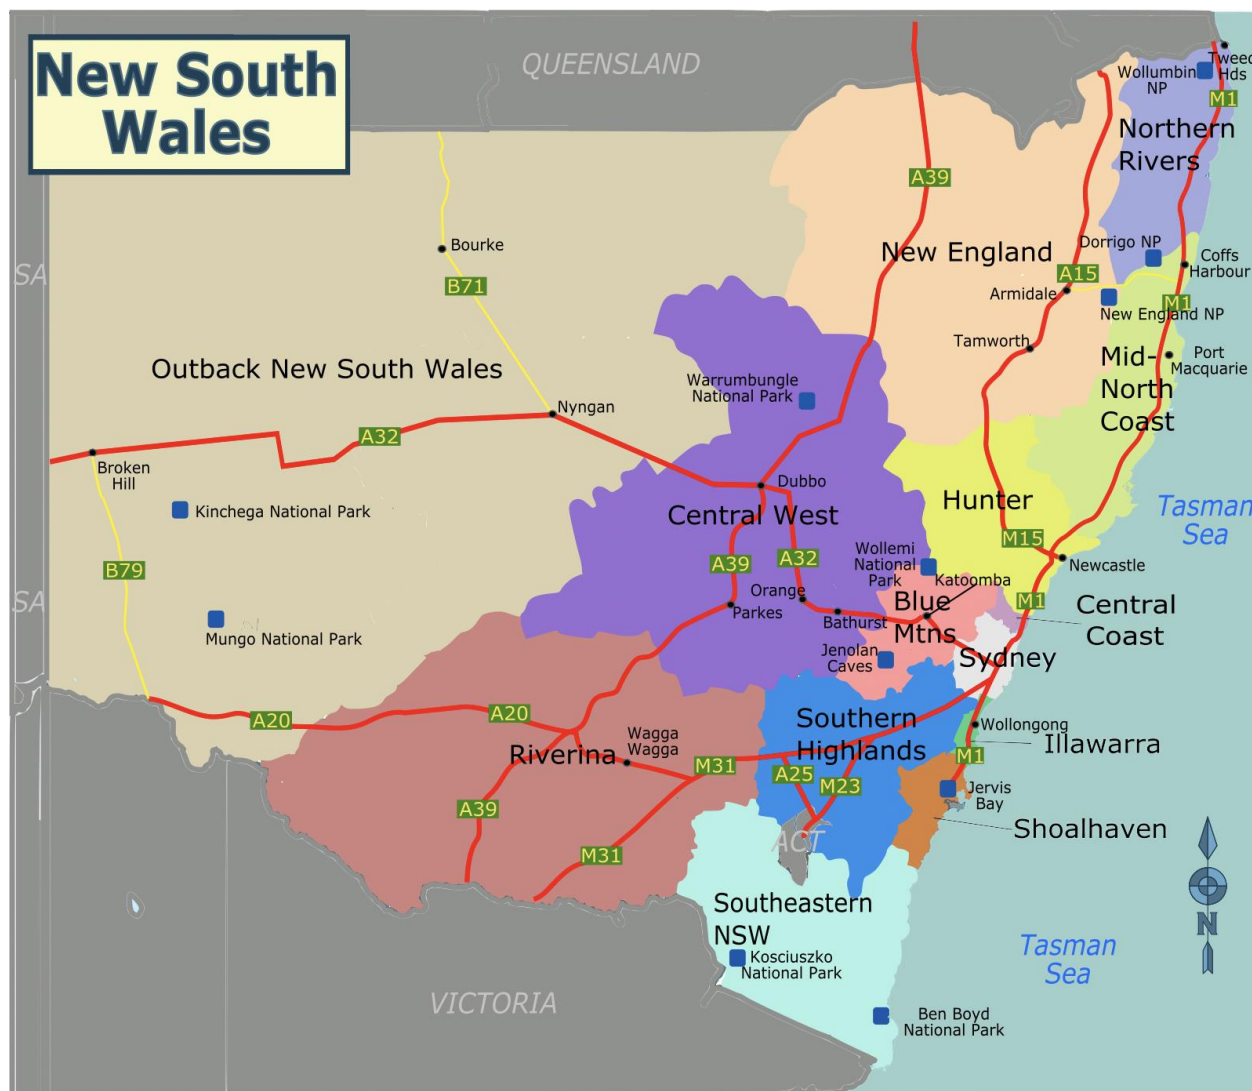 New South
Wales
QUEENSLAND
Tweed
Hds
Wollumbin
NP
M1
Northern
Rivers
A39
SA
Bourke
B71
New England
Dorrigo NP
Coffs
Harbour
A15
Armidale
M1
New England NP
Tamworth
Mid-
North
Coast
Port
Macquarie
Outback New South Wales
Warrumbungle
National Park
Nyngan
A32
Broken
Hill
Kinchega National Park
Dubbo
Central West
Hunter
Tasman
Sea
M15
B79
A39
A32
Wollemi
National
Park
Katoomba
Newcastle
SA
Orange
Parkes
Bathurst
Blue
Mtns
M1
Central
Coast
Mungo National Park
Jenolan
Caves
Sydney
A20
A20
Riverina
Wagga
Wagga
Southern
Highlands
Wollongong
Illawarra
M31
A25
M23
M1
Jervis
Bay
A39
M31
ACT
Shoalhaven
Southeastern
NSW
Kosciuszko
National Park
N
Tasman
Sea
VICTORIA
Ben Boyd
National Park